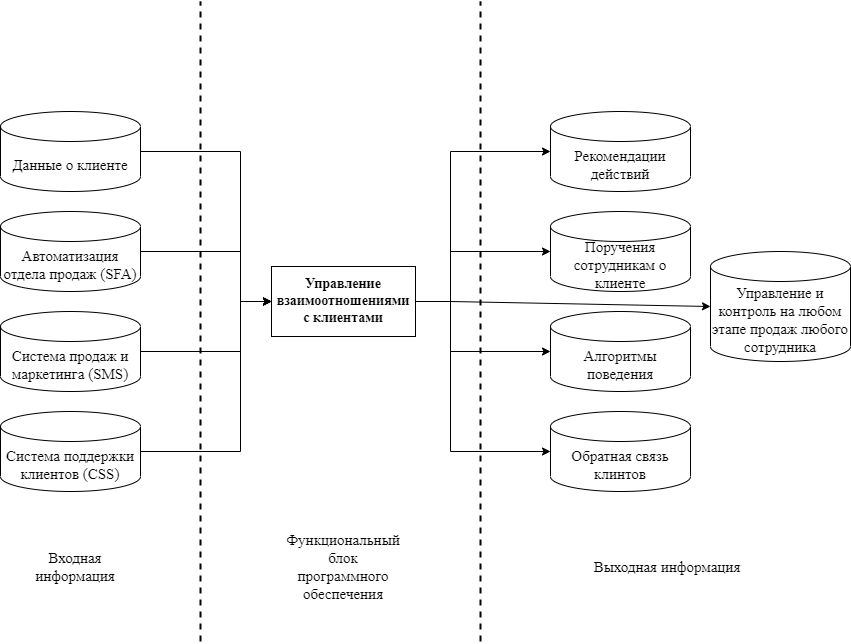 Данные о клиенте
Автоматизация
отдела продаж (SFA)
Система продаж и
маркетинга (SMS)
Система поддержки
клиентов (CSS)
Управление
взаимоотношениями
с клиентами
Рекомендации
действий
Поручения
сотрудникам о
клиенте
Алгоритмы
поведения
Обратная связь
клинтов
Управление и
контроль на любом
этапе продаж любого
сотрудника
Входная
информация
Функциональный
блок
программного
обеспечения
Выходная информация